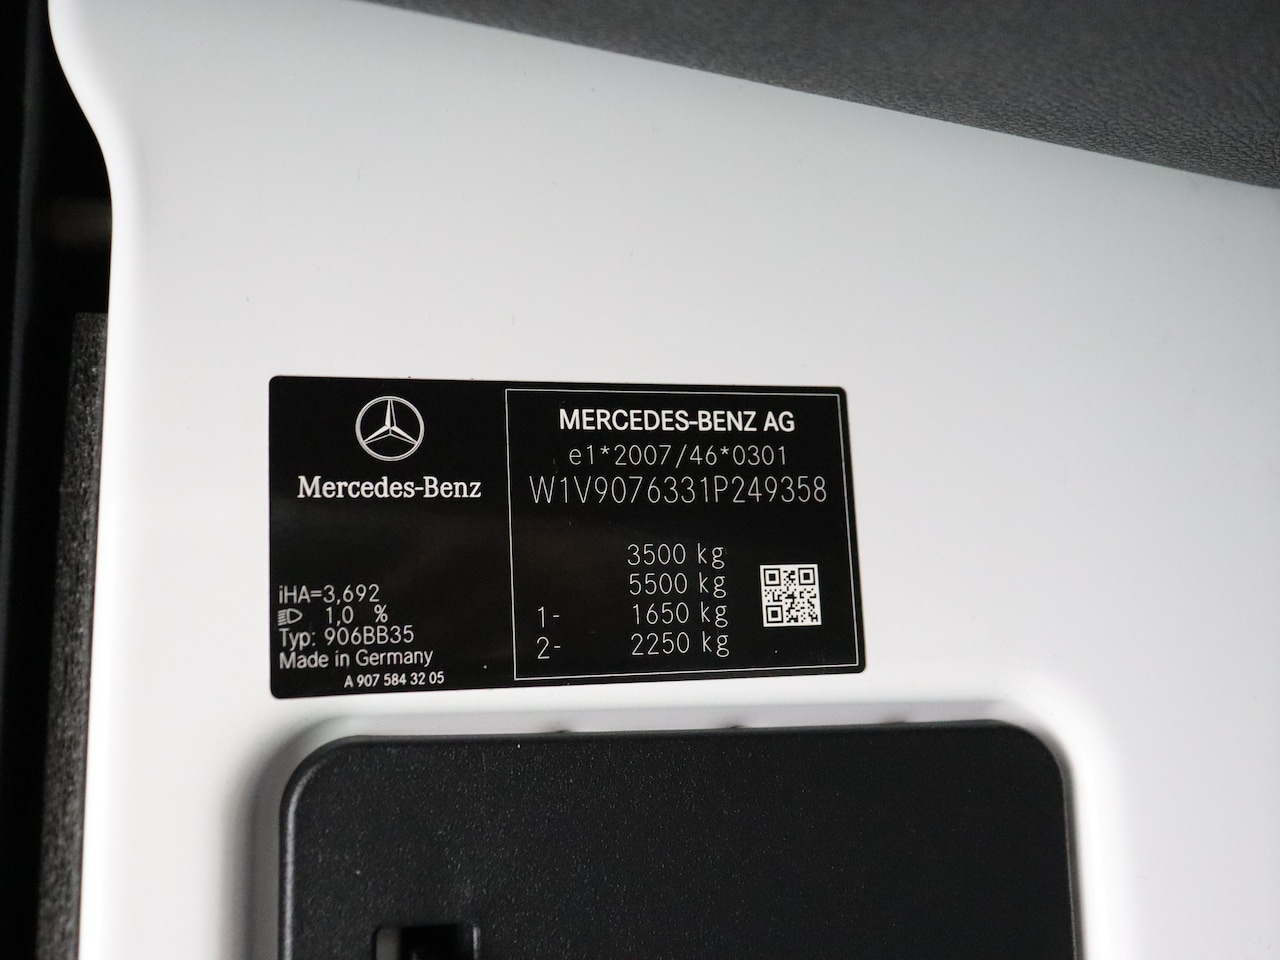 Mercedes-Benz
iHA=3,692
1,0 %
Typ: 906BB35
Made in Germany
A 907 584 32 05
MERCEDES-BENZ AG
e1*2007/46*0301
W1V9076331P249358
3500 kg
5500 kg
1- 1650 kg
2- 2250 kg